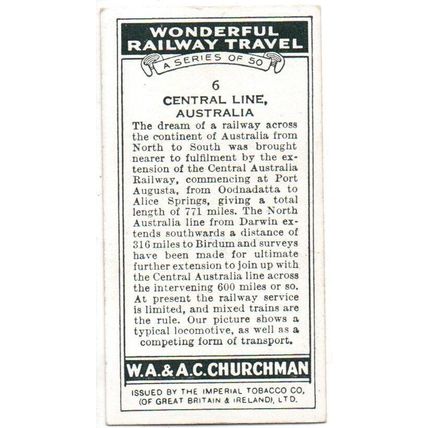 WONDERFUL
RAILWAY TRAVEL
A SERIES OF 50
6
CENTRAL LINE,
AUSTRALIA
The dream of a railway across
the continent of Australia from
North to South was brought
nearer to fulfilment by the ex-
tension of the Central Australia
Railway, commencing at Port
Augusta, from Oodnadatta to
Alice Springs, giving a total
length of 771 miles. The North
Australia line from Darwin ex-
tends southwards a distance of
316 miles to Birdum and surveys
have been made for ultimate
further extension to join up with
the Central Australia line across
the intervening 600 miles or so.
At present the railway service
is limited, and mixed trains are
the rule. Our picture shows a
typical locomotive, as well as a
competing form of transport.
W.A. & A.C. CHURCHMAN
ISSUED BY THE IMPERIAL TOBACCO CO.,
(OF GREAT BRITAIN & IRELAND), LTD.